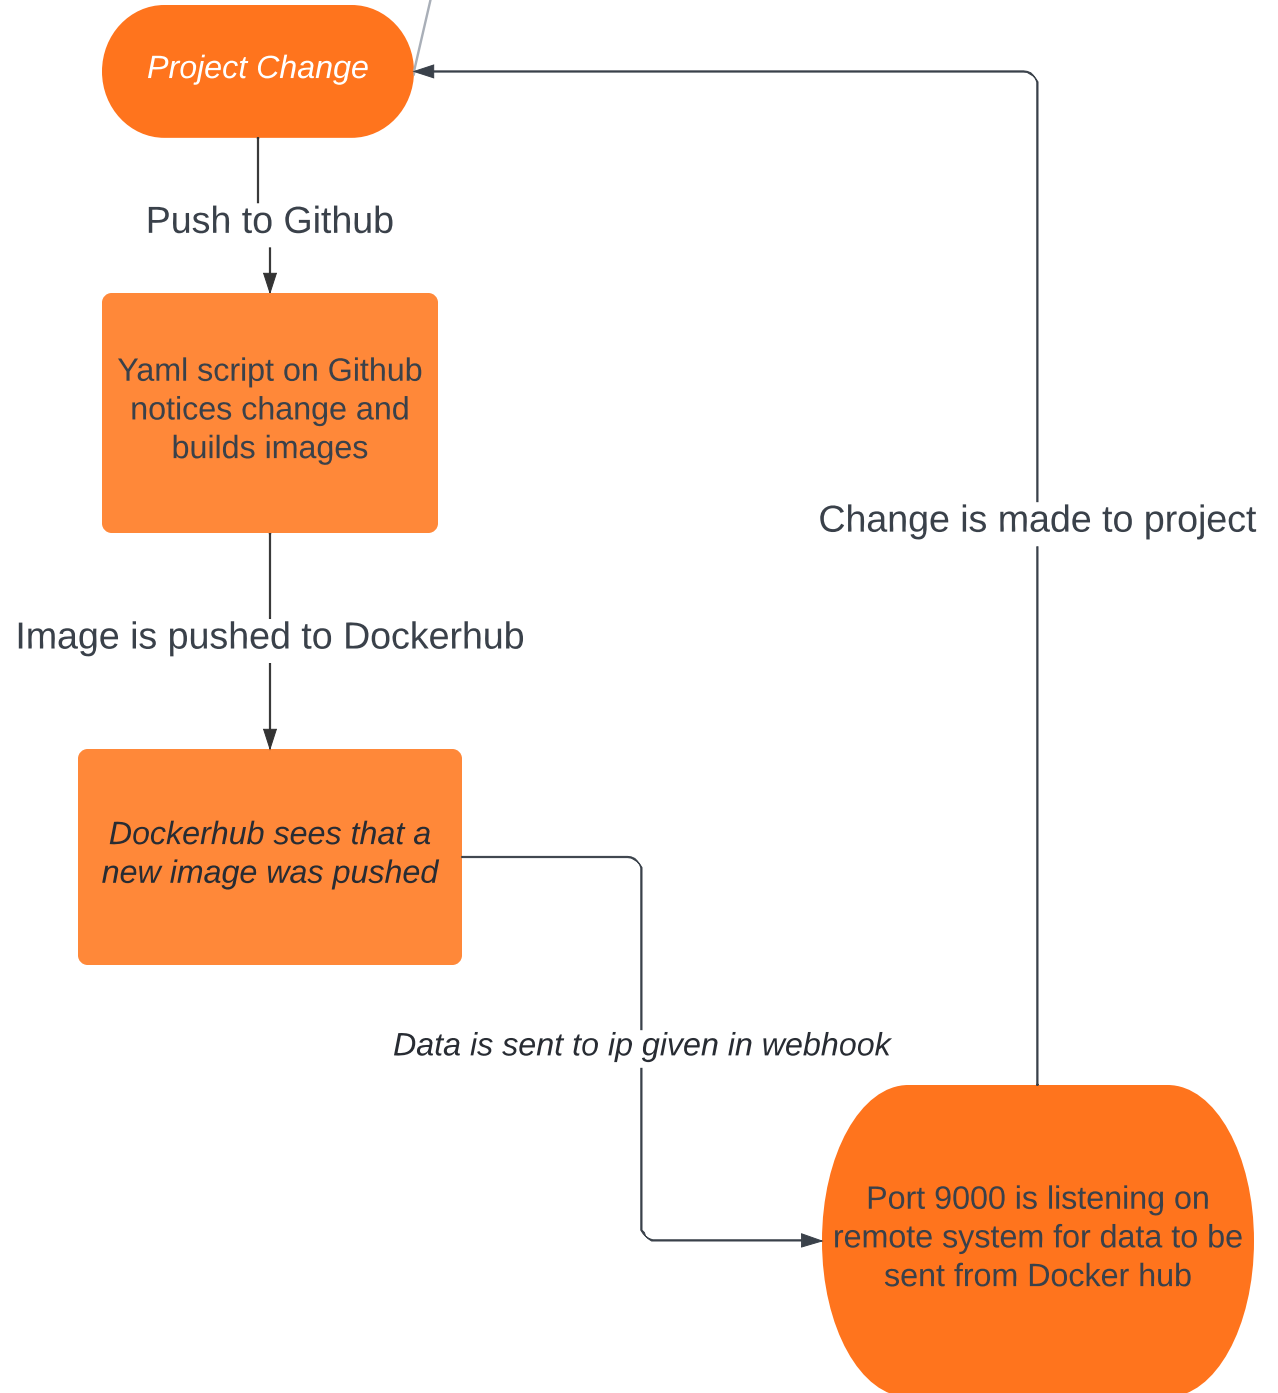 Project Change
Push to Github
Yaml script on Github
notices change and
builds images
Change is made to project
Image is pushed to Dockerhub
Dockerhub sees that a
new image was pushed
Data is sent to ip given in webhook
Port 9000 is listening on
remote system for data to be
sent from Docker hub